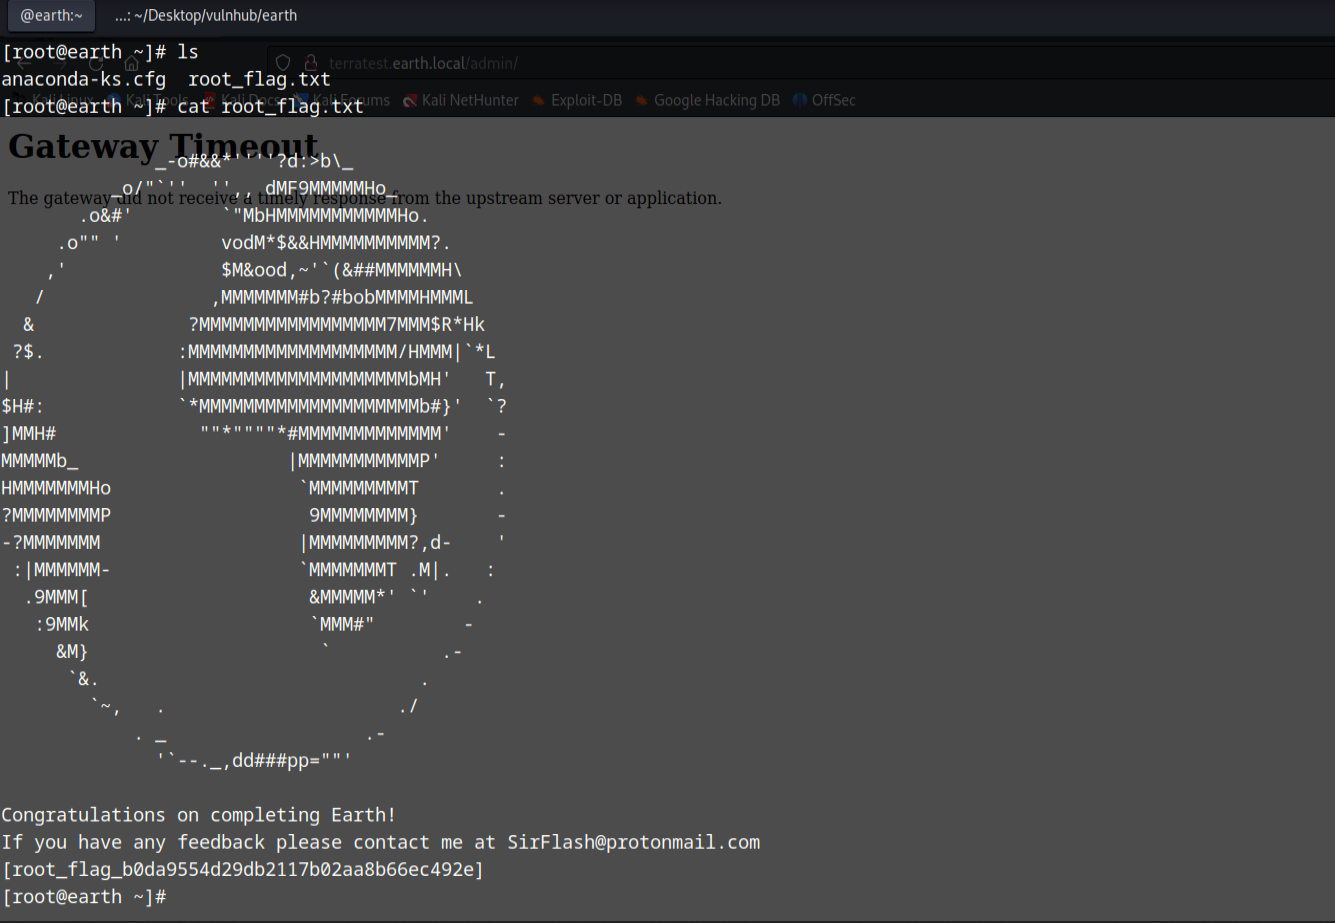 @earth:~ ...: ~/Desktop/vulnhub/earth
[root@earth ~]# ls
terratest.earth.local/admin/
anaconda-ks.cfg  root_flag.txt
Kali Linux Kali Tools Kali Docs Kali Forums Kali NetHunter Exploit-DB Google Hacking DB OffSec
[root@earth ~]# cat root_flag.txt
Gateway Timeout
              _-o#&&*''''?d:>b\_
          _o/"`''  '',, dMF9MMMMMHo_
The gateway did not receive a timely response from the upstream server or application.
       .o&#'        `"MbHMMMMMMMMMMMHo.
     .o"" '         vodM*$&&HMMMMMMMMMM?.
    ,'              $M&ood,~'`(&##MMMMMMH\
   /               ,MMMMMMM#b?#bobMMMMHMMML
  &              ?MMMMMMMMMMMMMMMMM7MMM$R*Hk
 ?$.            :MMMMMMMMMMMMMMMMMMM/HMMM|`*L
|               |MMMMMMMMMMMMMMMMMMMMbMH'   T,
$H#:            `*MMMMMMMMMMMMMMMMMMMMb#}'  `?
]MMH#             ""*""""*#MMMMMMMMMMMMM'    -
MMMMMb_                   |MMMMMMMMMMMP'     :
HMMMMMMMHo                 `MMMMMMMMMT       .
?MMMMMMMMP                  9MMMMMMMM}       -
-?MMMMMMM                  |MMMMMMMMM?,d-    '
 :|MMMMMM-                 `MMMMMMMT .M|.   :
  .9MMM[                    &MMMMM*' `'    .
   :9MMk                    `MMM#"        -
     &M}                     `          .-
      `&.                             .
        `~,   .                     ./
            . _                  .-
              '`--._,dd###pp=""'
Congratulations on completing Earth!
If you have any feedback please contact me at SirFlash@protonmail.com
[root_flag_b0da9554d29db2117b02aa8b66ec492e]
[root@earth ~]#